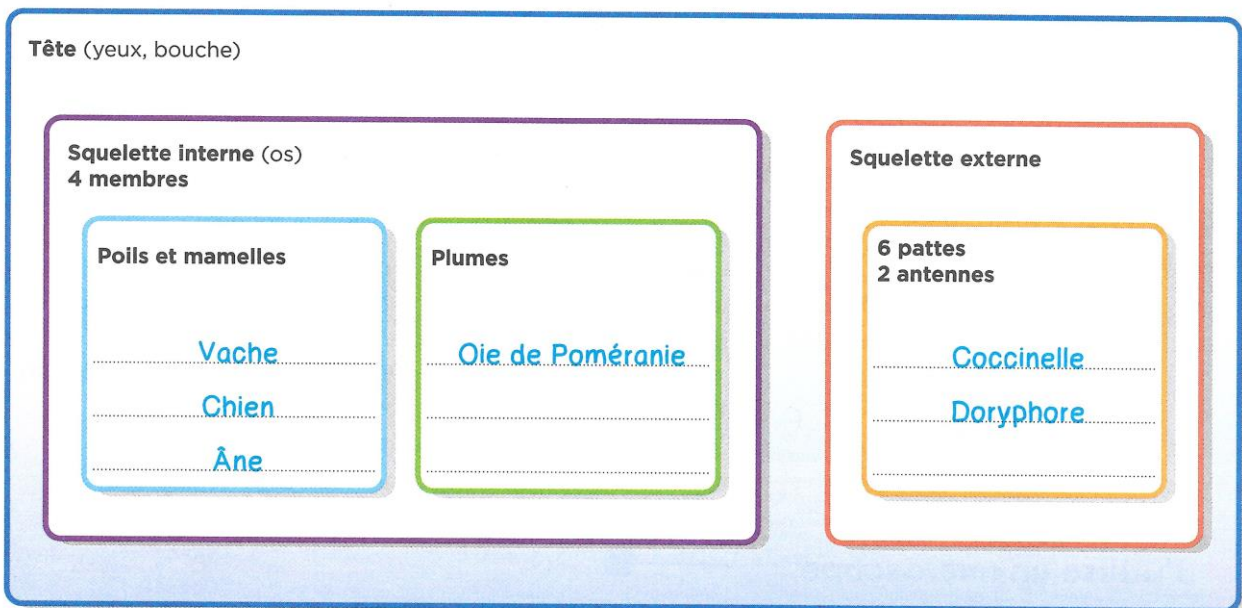 Tête (yeux, bouche)
Squelette interne (os)
4 membres
Poils et mamelles
Vache
Chien
Âne
Plumes
Oie de Poméranie
Squelette externe
6 pattes
2 antennes
Coccinelle
Doryphore